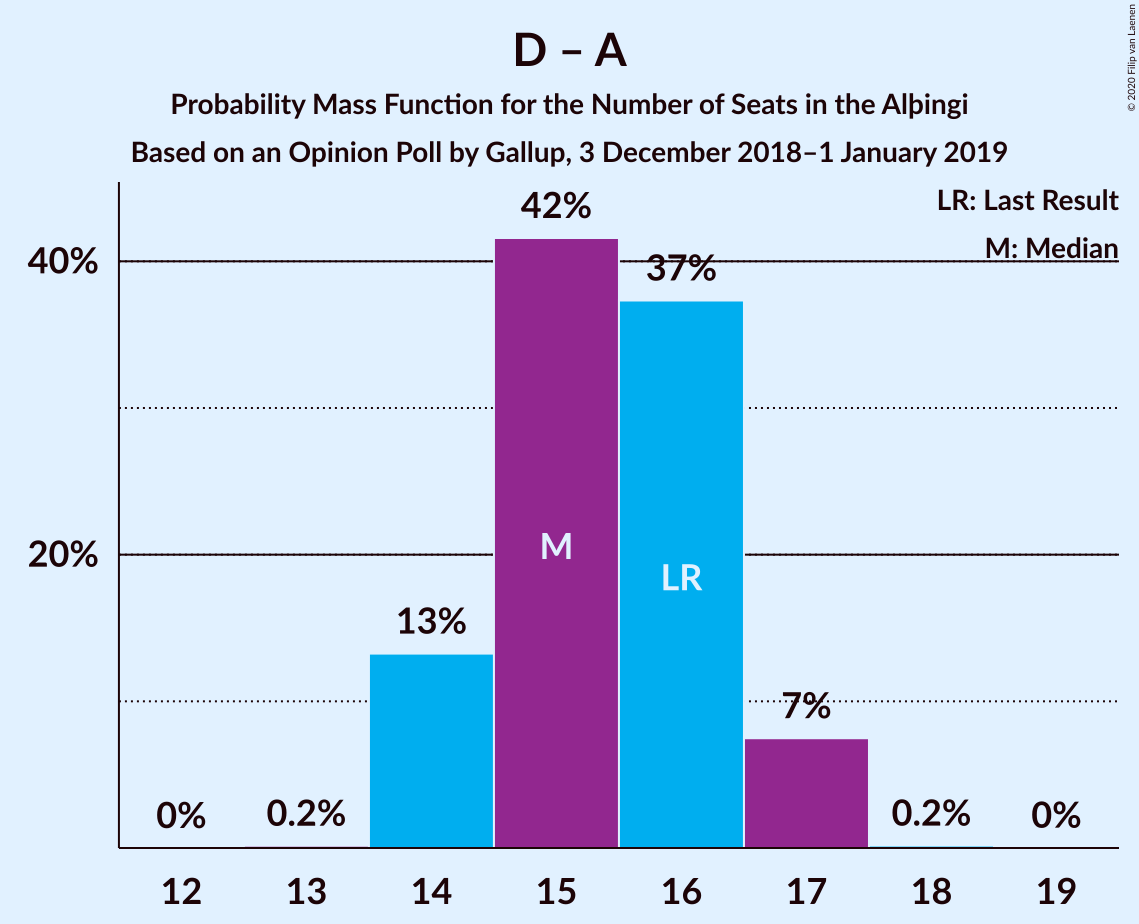 D – A
Probability Mass Function for the Number of Seats in the Alþingi
Based on an Opinion Poll by Gallup, 3 December 2018–1 January 2019
© 2020 Filip van Laenen
LR: Last Result
M: Median
42%
40%
37%
M
20%
LR
13%
7%
0%
0.2%
0.2%
0%
12 13 14 15 16 17 18 19